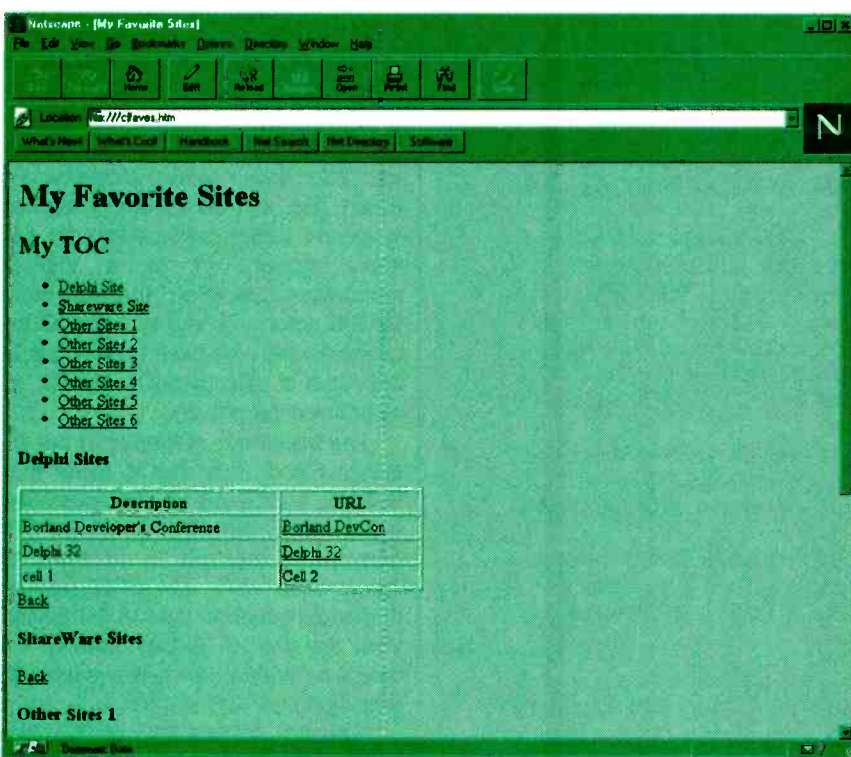 Netscape - [My Favorite Sites]
File Edit View Go Bookmarks Options Directory Window Help
Home Edit Reload Open Print Find
Location: file:///c|faves.htm
What's New! What's Cool! Handbook Net Search Net Directory Software
N
My Favorite Sites
My TOC
• Delphi Site
• Shareware Site
• Other Sites 1
• Other Sites 2
• Other Sites 3
• Other Sites 4
• Other Sites 5
• Other Sites 6
Delphi Sites
Description URL
Borland Developer's Conference Borland DevCon
Delphi 32 Delphi 32
cell 1 Cell 2
Back
ShareWare Sites
Back
Other Sites 1
Document: Done